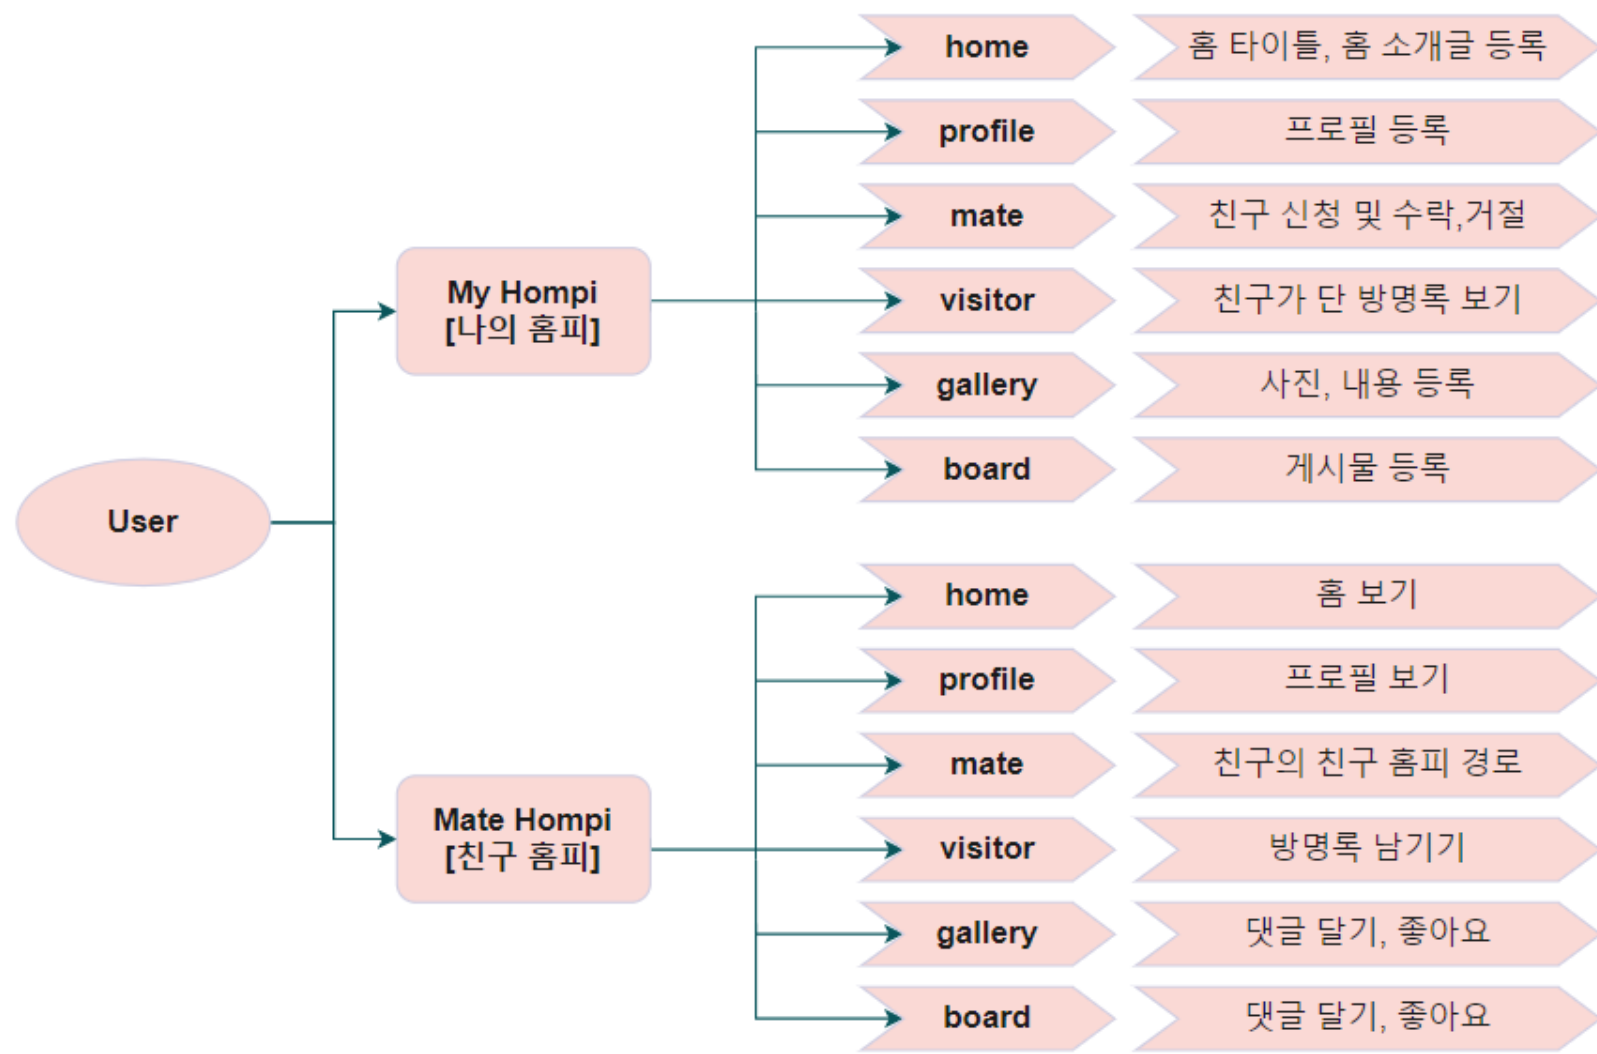 home
홈 타이틀, 홈 소개글 등록
profile
프로필 등록
mate
친구 신청 및 수락,거절
My Hompi
[나의 홈피]
visitor
친구가 단 방명록 보기
gallery
사진, 내용 등록
board
게시물 등록
User
home
홈 보기
profile
프로필 보기
mate
친구의 친구 홈피 경로
Mate Hompi
[친구 홈피]
visitor
방명록 남기기
gallery
댓글 달기, 좋아요
board
댓글 달기, 좋아요